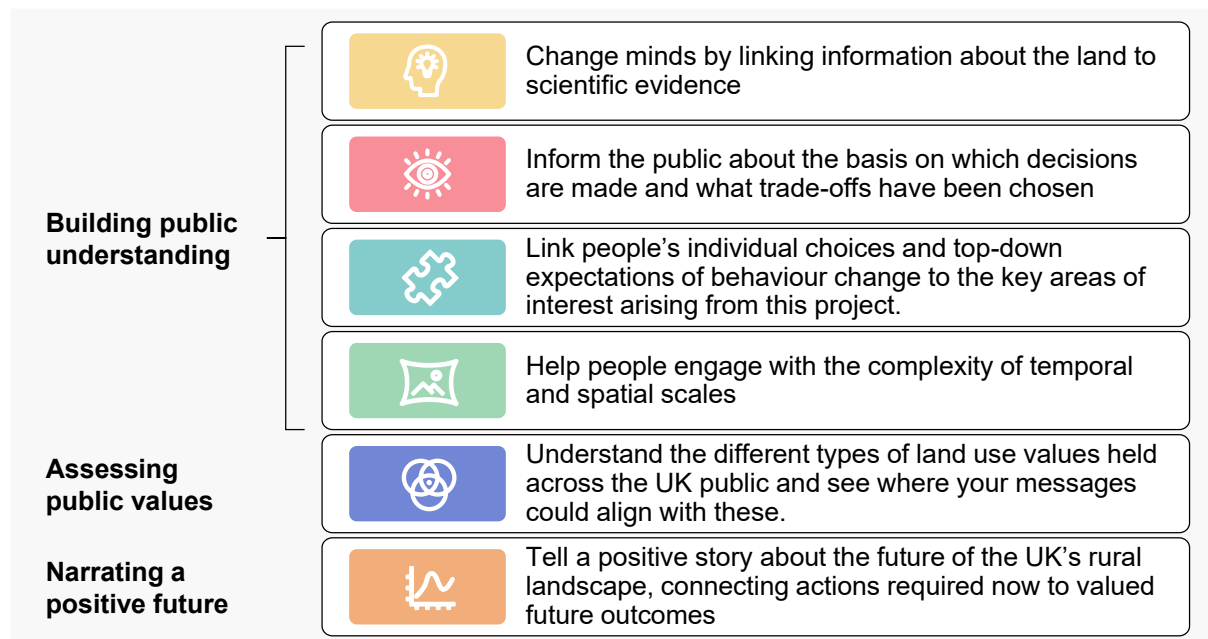 Change minds by linking information about the land to
scientific evidence
Inform the public about the basis on which decisions
are made and what trade-offs have been chosen
Building public
understanding
Link people’s individual choices and top-down
expectations of behaviour change to the key areas of
interest arising from this project.
Help people engage with the complexity of temporal
and spatial scales
Assessing
public values
Understand the different types of land use values held
across the UK public and see where your messages
could align with these.
Narrating a
positive future
Tell a positive story about the future of the UK’s rural
landscape, connecting actions required now to valued
future outcomes